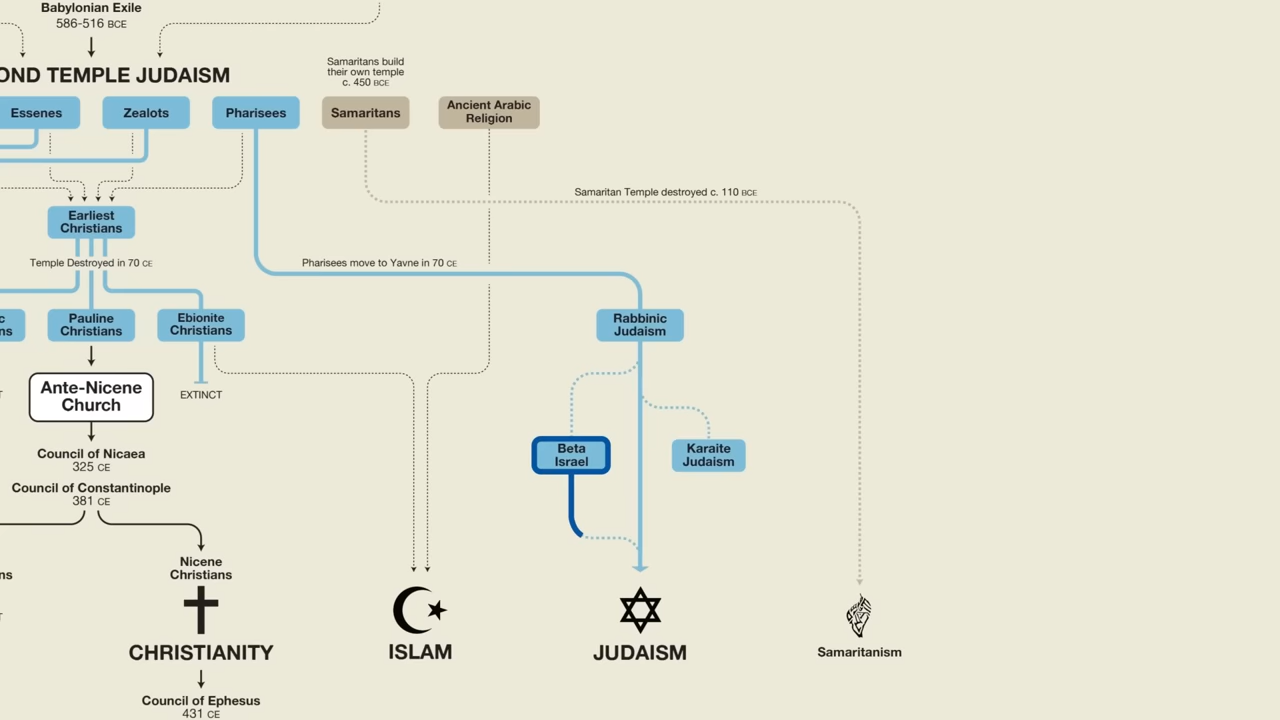 Babylonian Exile
586-516 BCE
Samaritans build
their own temple
c. 450 BCE
OND TEMPLE JUDAISM
Essenes
Zealots
Pharisees
Samaritans
Ancient Arabic
Religion
Samaritan Temple destroyed c. 110 BCE
Earliest
Christians
Temple Destroyed in 70 CE
Pharisees move to Yavne in 70 CE
c
ns
Pauline
Christians
Ebionite
Christians
Rabbinic
Judaism
T
Ante-Nicene
Church
EXTINCT
Beta
Israel
Karaite
Judaism
Council of Nicaea
325 CE
Council of Constantinople
381 CE
ns
Nicene
Christians
T
CHRISTIANITY
ISLAM
JUDAISM
Samaritanism
Council of Ephesus
431 CE